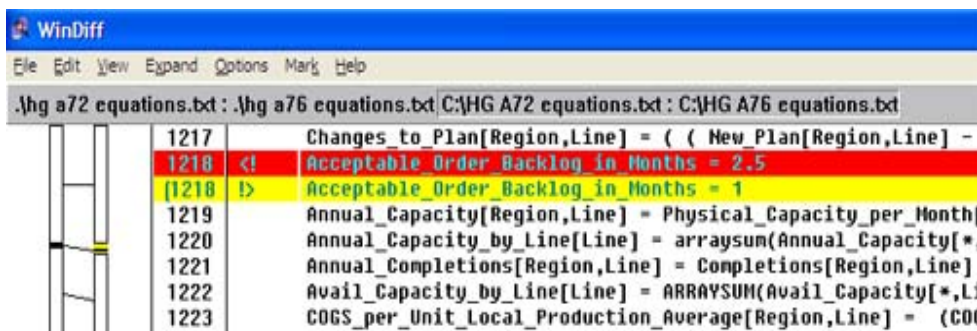 WinDiff
File Edit View Expand Options Mark Help
.\hg a72 equations.txt : .\hg a76 equations.txt C:\HG A72 equations.txt : C:\HG A76 equations.txt
1217 Changes_to_Plan[Region,Line] = ( ( New_Plan[Region,Line] -
1218 <! Acceptable_Order_Backlog_in_Months = 2.5
(1218 !> Acceptable_Order_Backlog_in_Months = 1
1219 Annual_Capacity[Region,Line] = Physical_Capacity_per_Month[
1220 Annual_Capacity_by_Line[Line] = arraysum(Annual_Capacity[*,
1221 Annual_Completions[Region,Line] = Completions[Region,Line]
1222 Avail_Capacity_by_Line[Line] = ARRAYSUM(Avail_Capacity[*,Li
1223 COGS_per_Unit_Local_Production_Average[Region,Line] = (COG